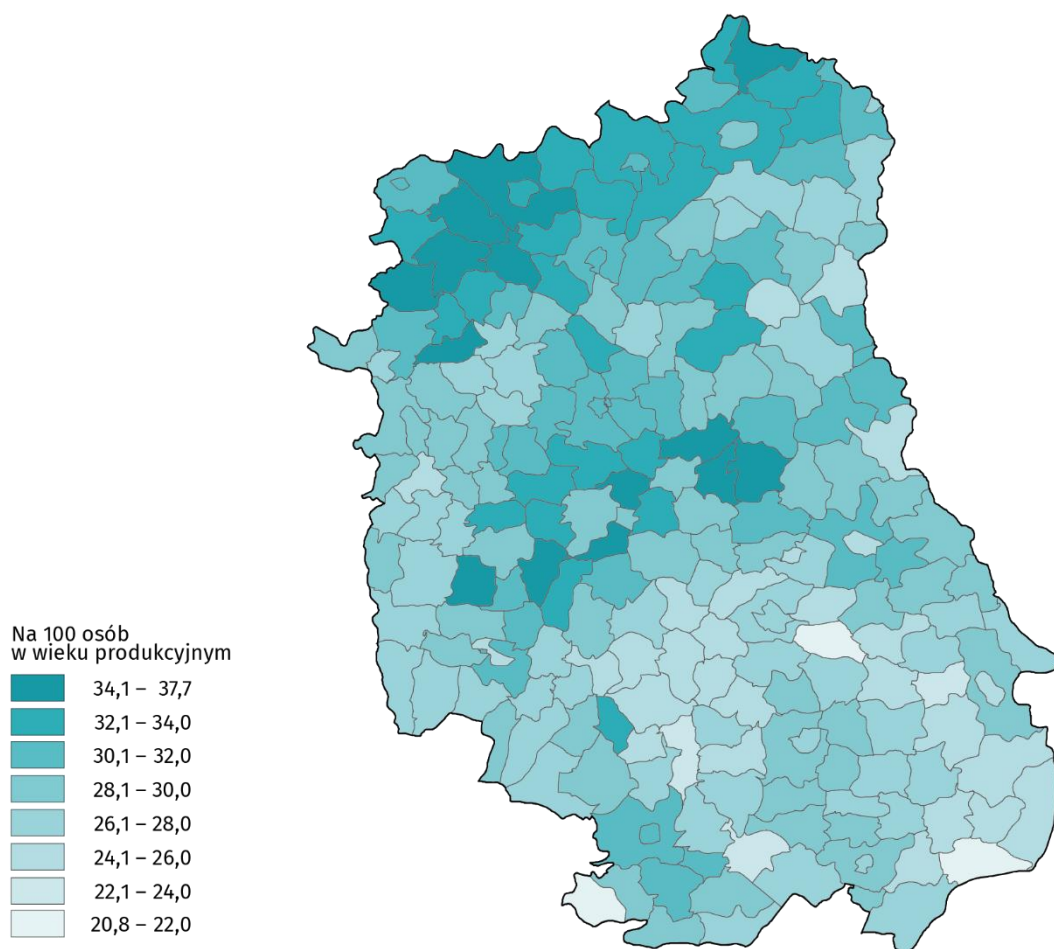 Na 100 osób
w wieku produkcyjnym
34,1 – 37,7
32,1 – 34,0
30,1 – 32,0
28,1 – 30,0
26,1 – 28,0
24,1 – 26,0
22,1 – 24,0
20,8 – 22,0